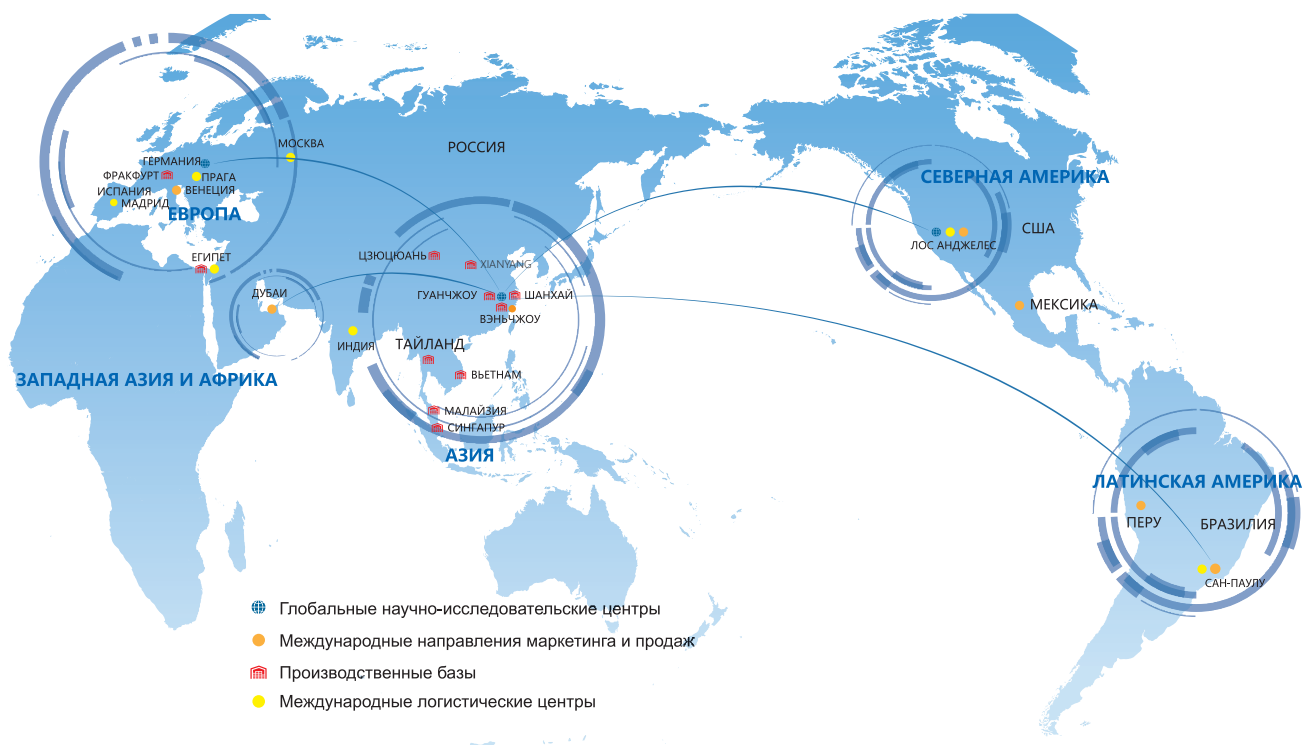 МОСКВА
РОССИЯ
ГЕРМАНИЯ
ФРАКФУРТ
ПРАГА
ИСПАНИЯ
ВЕНЕЦИЯ
МАДРИД
ЕВРОПА
ЕГИПЕТ
ДУБАИ
ЗАПАДНАЯ АЗИЯ И АФРИКА
ЦЗЮЦЮАНЬ
XIANYANG
ГУАНЧЖОУ
ШАНХАЙ
ВЭНЬЧЖОУ
ИНДИЯ
ТАЙЛАНД
ВЬЕТНАМ
МАЛАЙЗИЯ
СИНГАПУР
АЗИЯ
СЕВЕРНАЯ АМЕРИКА
США
ЛОС АНДЖЕЛЕС
МЕКСИКА
ЛАТИНСКАЯ АМЕРИКА
ПЕРУ
БРАЗИЛИЯ
САН-ПАУЛУ
Глобальные научно-исследовательские центры
Международные направления маркетинга и продаж
Производственные базы
Международные логистические центры